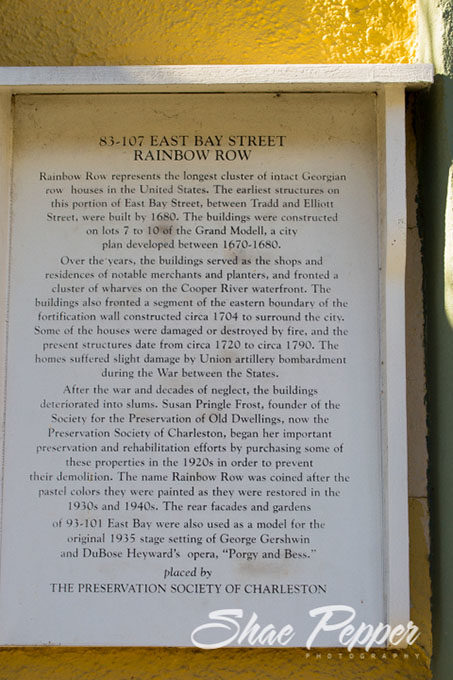 83-107 EAST BAY STREET
RAINBOW ROW
Rainbow Row represents the longest cluster of intact Georgian
row houses in the United States. The earliest structures on
this portion of East Bay Street, between Tradd and Elliott
Street, were built by 1680. The buildings were constructed
on lots 7 to 10 of the Grand Modell, a city
plan developed between 1670-1680.
Over the years, the buildings served as the shops and
residences of notable merchants and planters, and fronted a
cluster of wharves on the Cooper River waterfront. The
buildings also fronted a segment of the eastern boundary of the
fortification wall constructed circa 1704 to surround the city.
Some of the houses were damaged or destroyed by fire, and the
present structures date from circa 1720 to circa 1790. The
homes suffered slight damage by Union artillery bombardment
during the War between the States.
After the war and decades of neglect, the buildings
deteriorated into slums. Susan Pringle Frost, founder of the
Society for the Preservation of Old Dwellings, now the
Preservation Society of Charleston, began her important
preservation and rehabilitation efforts by purchasing some of
these properties in the 1920s in order to prevent
their demolition. The name Rainbow Row was coined after the
pastel colors they were painted as they were restored in the
1930s and 1940s. The rear facades and gardens
of 93-101 East Bay were also used as a model for the
original 1935 stage setting of George Gershwin
and DuBose Heyward's opera, "Porgy and Bess."
placed by
THE PRESERVATION SOCIETY OF CHARLESTON
Shae Pepper
PHOTOGRAPHY